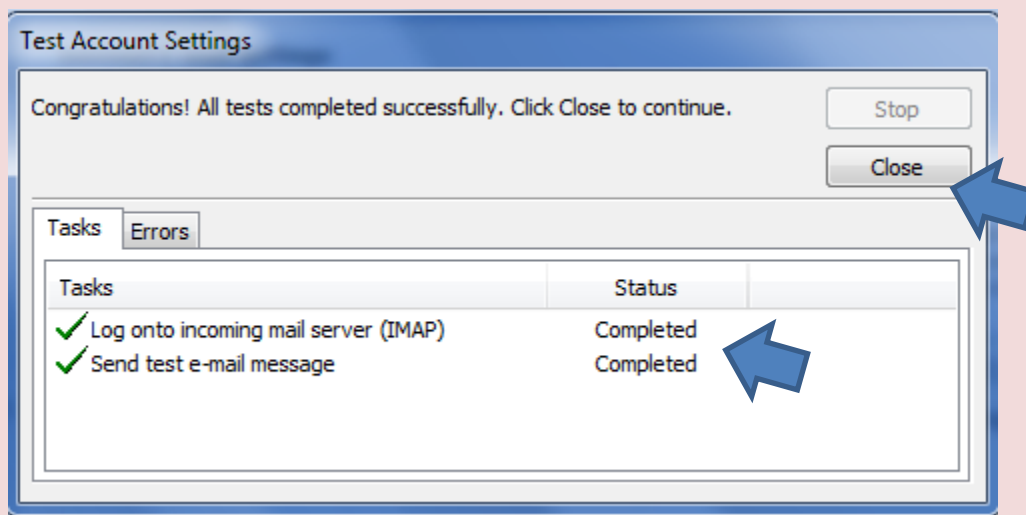 Test Account Settings
Congratulations! All tests completed successfully. Click Close to continue.
Stop
Close
Tasks Errors
Tasks Status
Log onto incoming mail server (IMAP) Completed
Send test e-mail message Completed